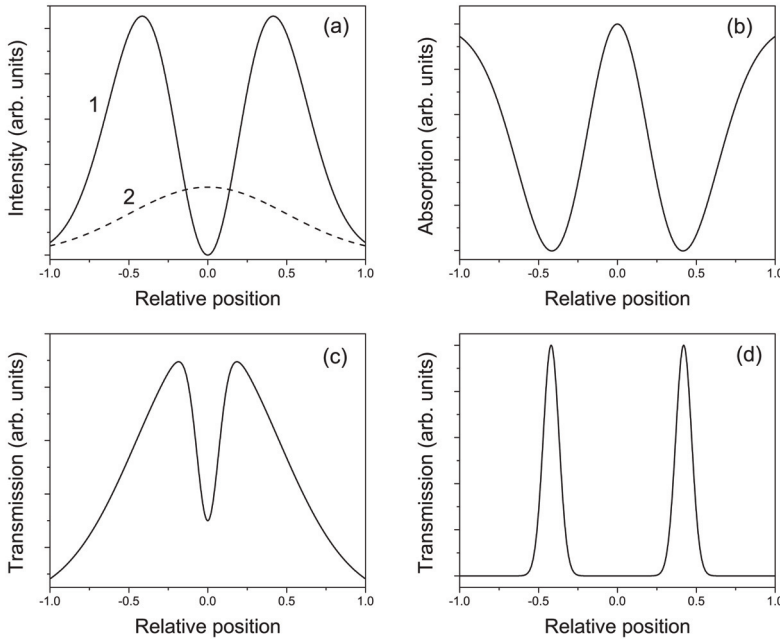 (a)
1
2
Intensity (arb. units)
-1.0 -0.5 0.0 0.5 1.0
Relative position
(b)
Absorption (arb. units)
-1.0 -0.5 0.0 0.5 1.0
Relative position
(c)
Transmission (arb. units)
-1.0 -0.5 0.0 0.5 1.0
Relative position
(d)
Transmission (arb. units)
-1.0 -0.5 0.0 0.5 1.0
Relative position